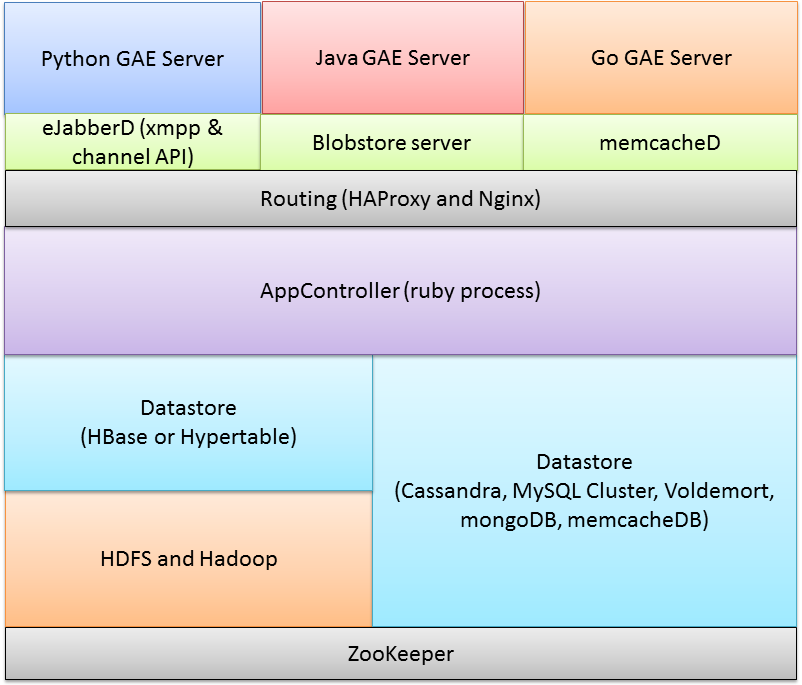 Python GAE Server
Java GAE Server
Go GAE Server
eJabberD (xmpp &
channel API)
Blobstore server
memcacheD
Routing (HAProxy and Nginx)
AppController (ruby process)
Datastore
(HBase or Hypertable)
Datastore
(Cassandra, MySQL Cluster, Voldemort,
mongoDB, memcacheDB)
HDFS and Hadoop
ZooKeeper